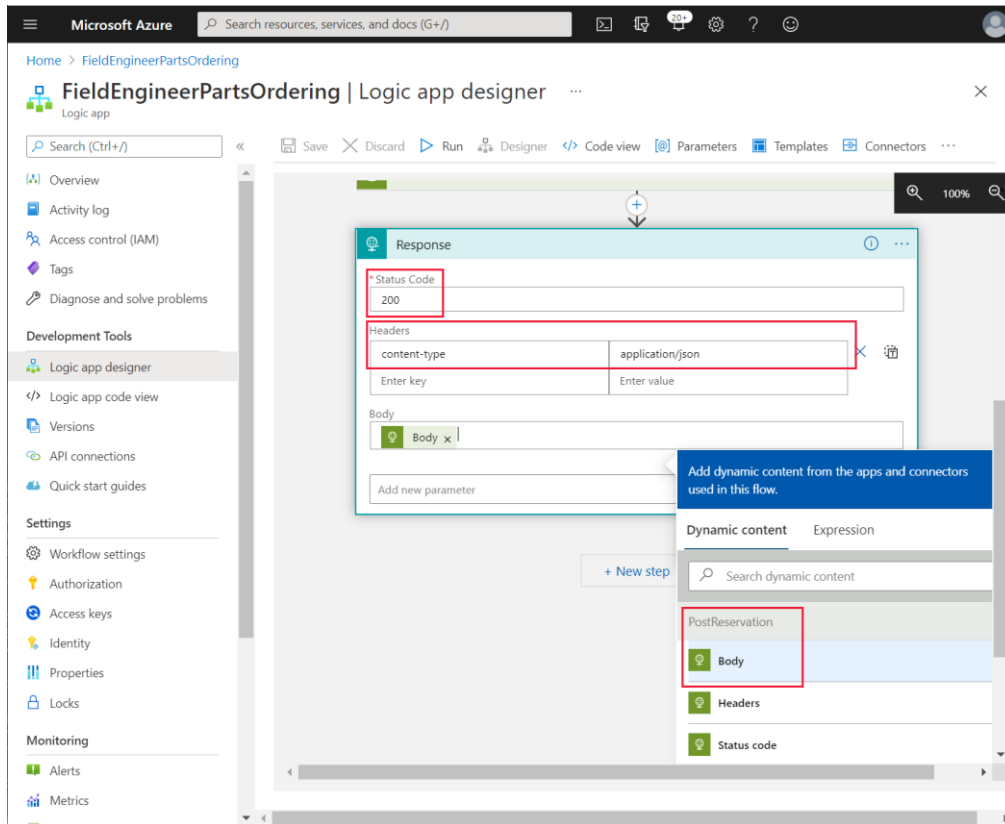 Microsoft Azure
Search resources, services, and docs (G+/)
20+
Home > FieldEngineerPartsOrdering
FieldEngineerPartsOrdering | Logic app designer ...
Logic app
Search (Ctrl+/)
«
Save
Discard
Run
Designer
Code view
Parameters
Templates
Connectors
...
Overview
Activity log
Access control (IAM)
Tags
Diagnose and solve problems
Development Tools
Logic app designer
Logic app code view
Versions
API connections
Quick start guides
Settings
Workflow settings
Authorization
Access keys
Identity
Properties
Locks
Monitoring
Alerts
Metrics
100%
Response
...
* Status Code
200
Headers
content-type
application/json
Enter key
Enter value
Body
Body ×
Add new parameter
+ New step
Add dynamic content from the apps and connectors
used in this flow.
Dynamic content
Expression
Search dynamic content
PostReservation
Body
Headers
Status code